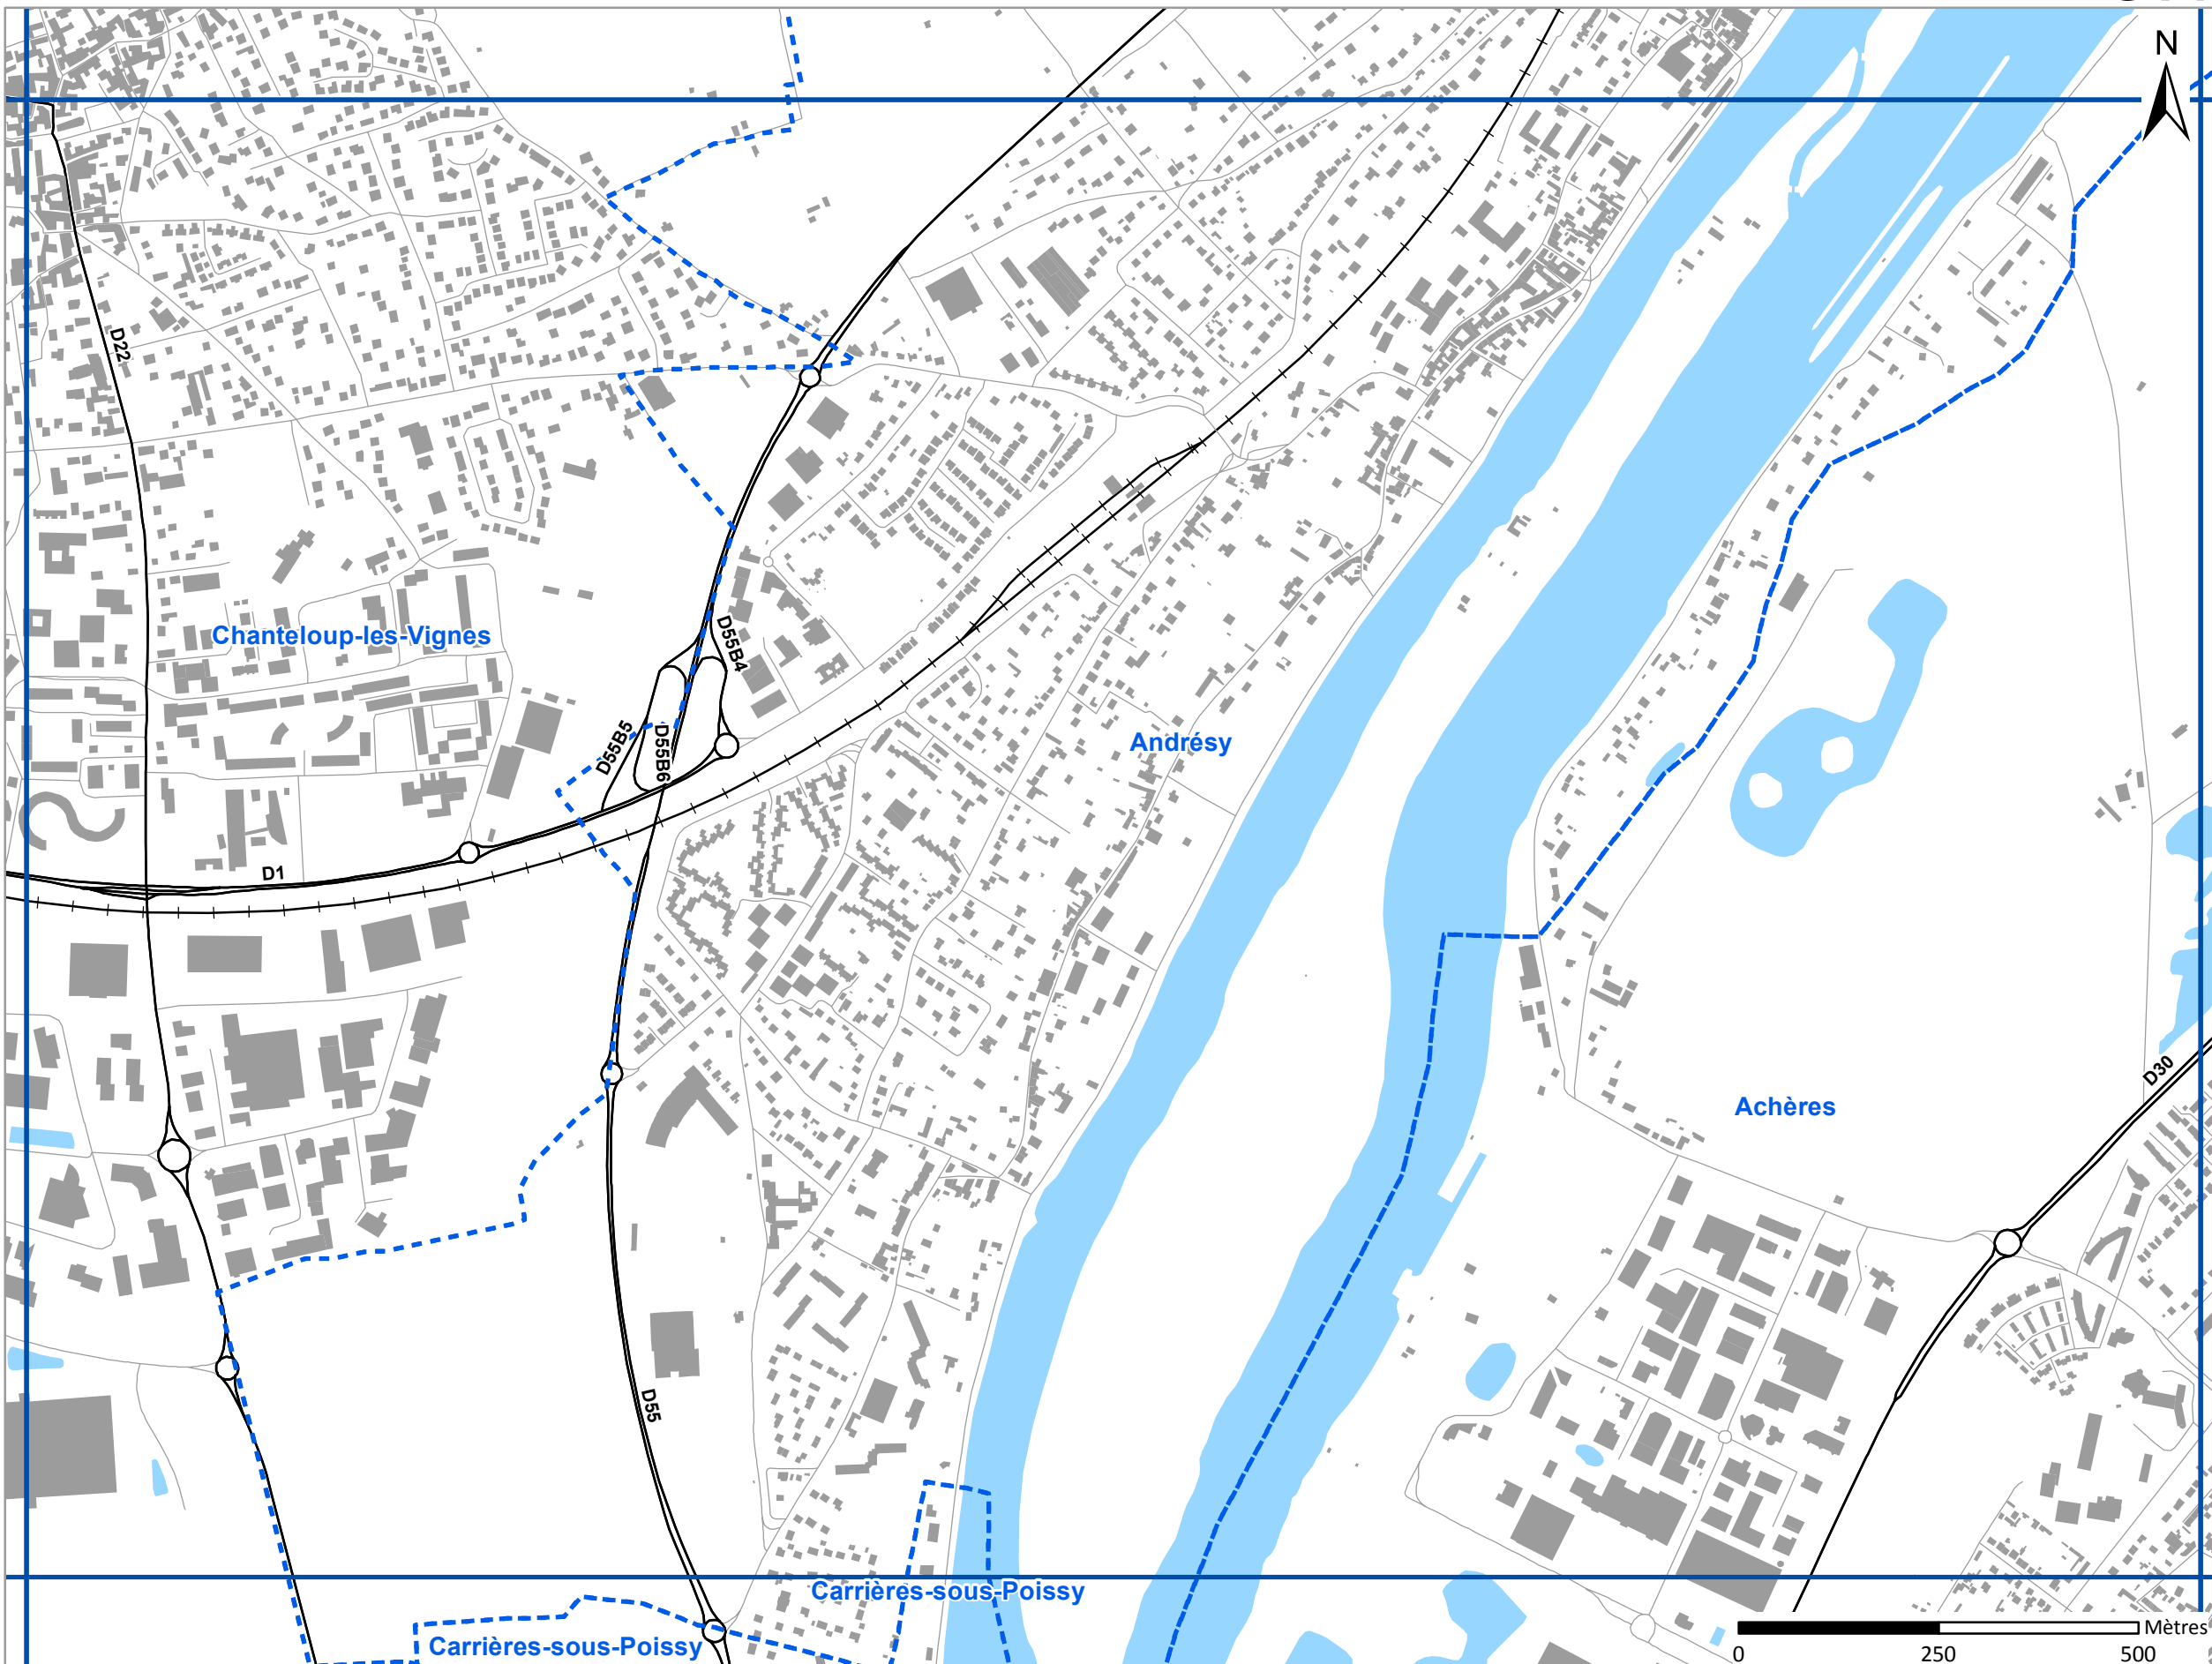 N
D22
Chanteloup-les-Vignes
D55B4
D55B5
D55B6
Andrésy
D1
D30
Achères
D55
Carrières-sous-Poissy
Carrières-sous-Poissy
Mètres
0 250 500